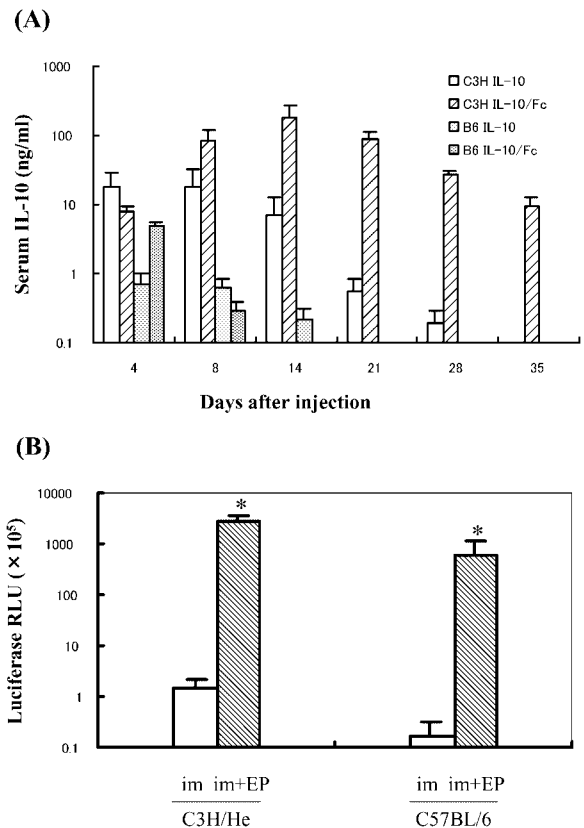 (A)
Serum IL-10 (ng/ml)
1000
100
10
1
0.1
C3H IL-10
C3H IL-10/Fc
B6 IL-10
B6 IL-10/Fc
4 8 14 21 28 35
Days after injection
(B)
Luciferase RLU (×10⁵)
10000
1000
100
10
1
0.1
*
*
im im+EP im im+EP
C3H/He C57BL/6